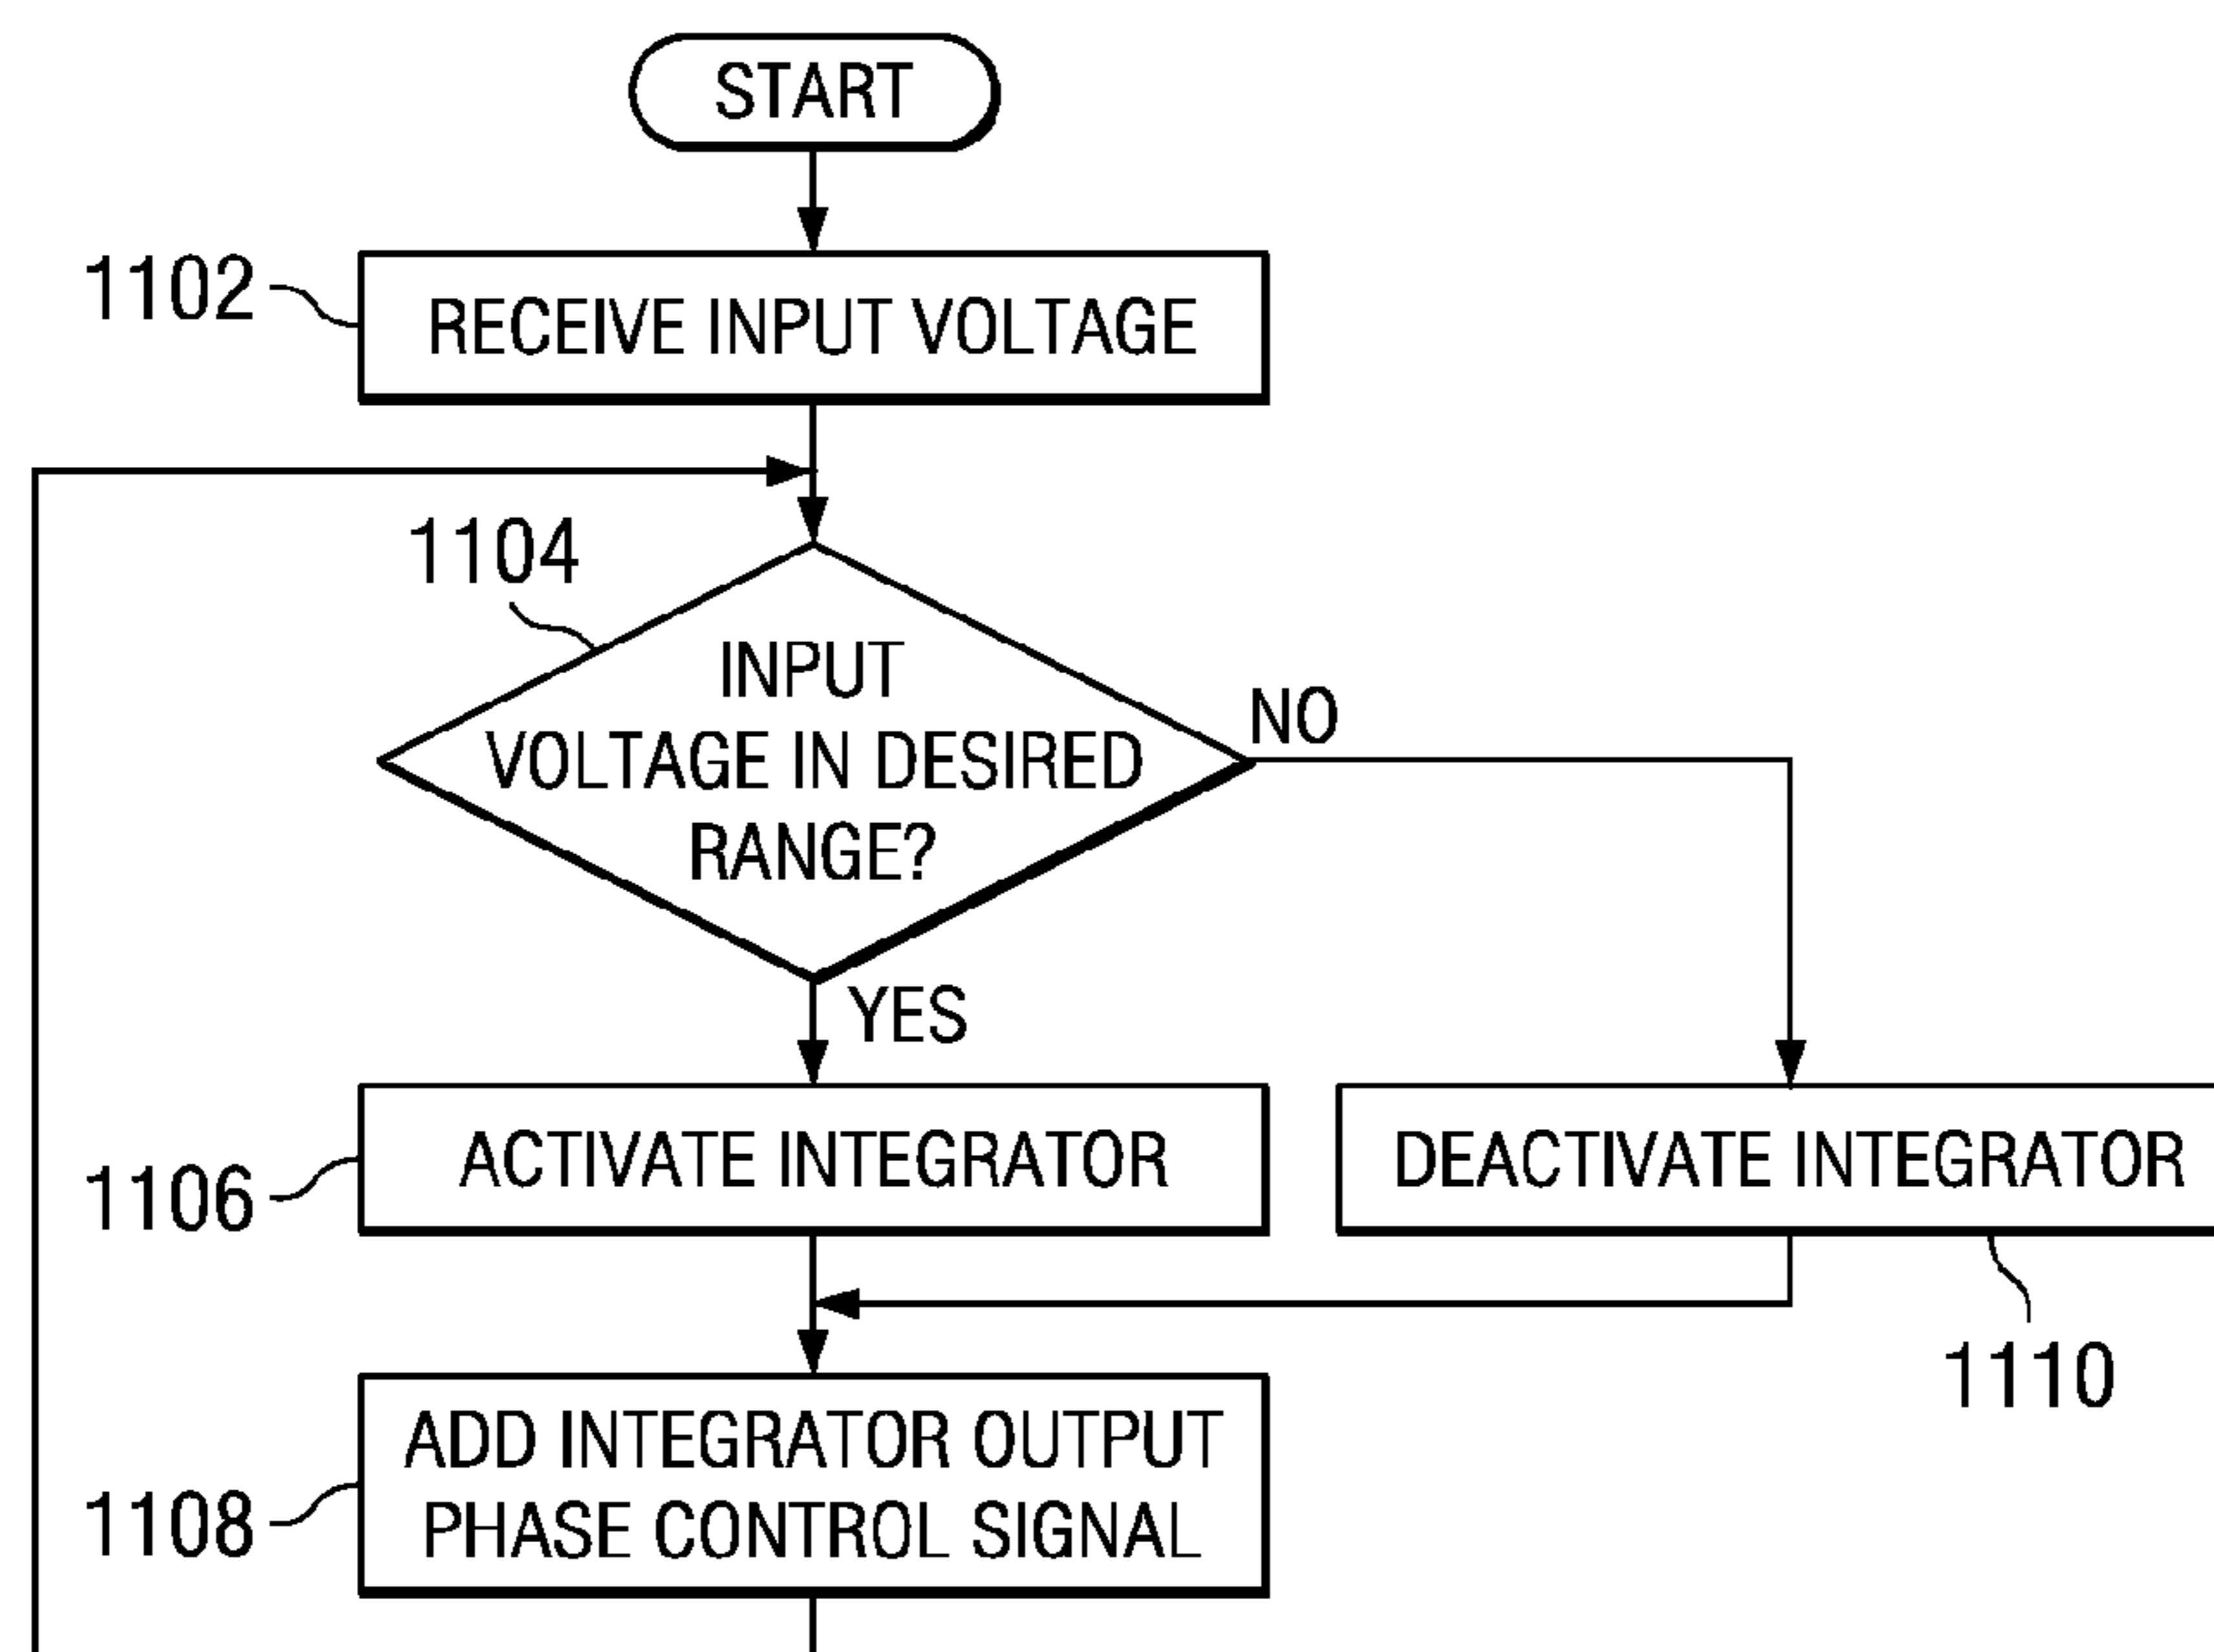 START
1102
RECEIVE INPUT VOLTAGE
1104
INPUT
VOLTAGE IN DESIRED
RANGE?
NO
YES
1106
ACTIVATE INTEGRATOR
DEACTIVATE INTEGRATOR
1110
1108
ADD INTEGRATOR OUTPUT
PHASE CONTROL SIGNAL